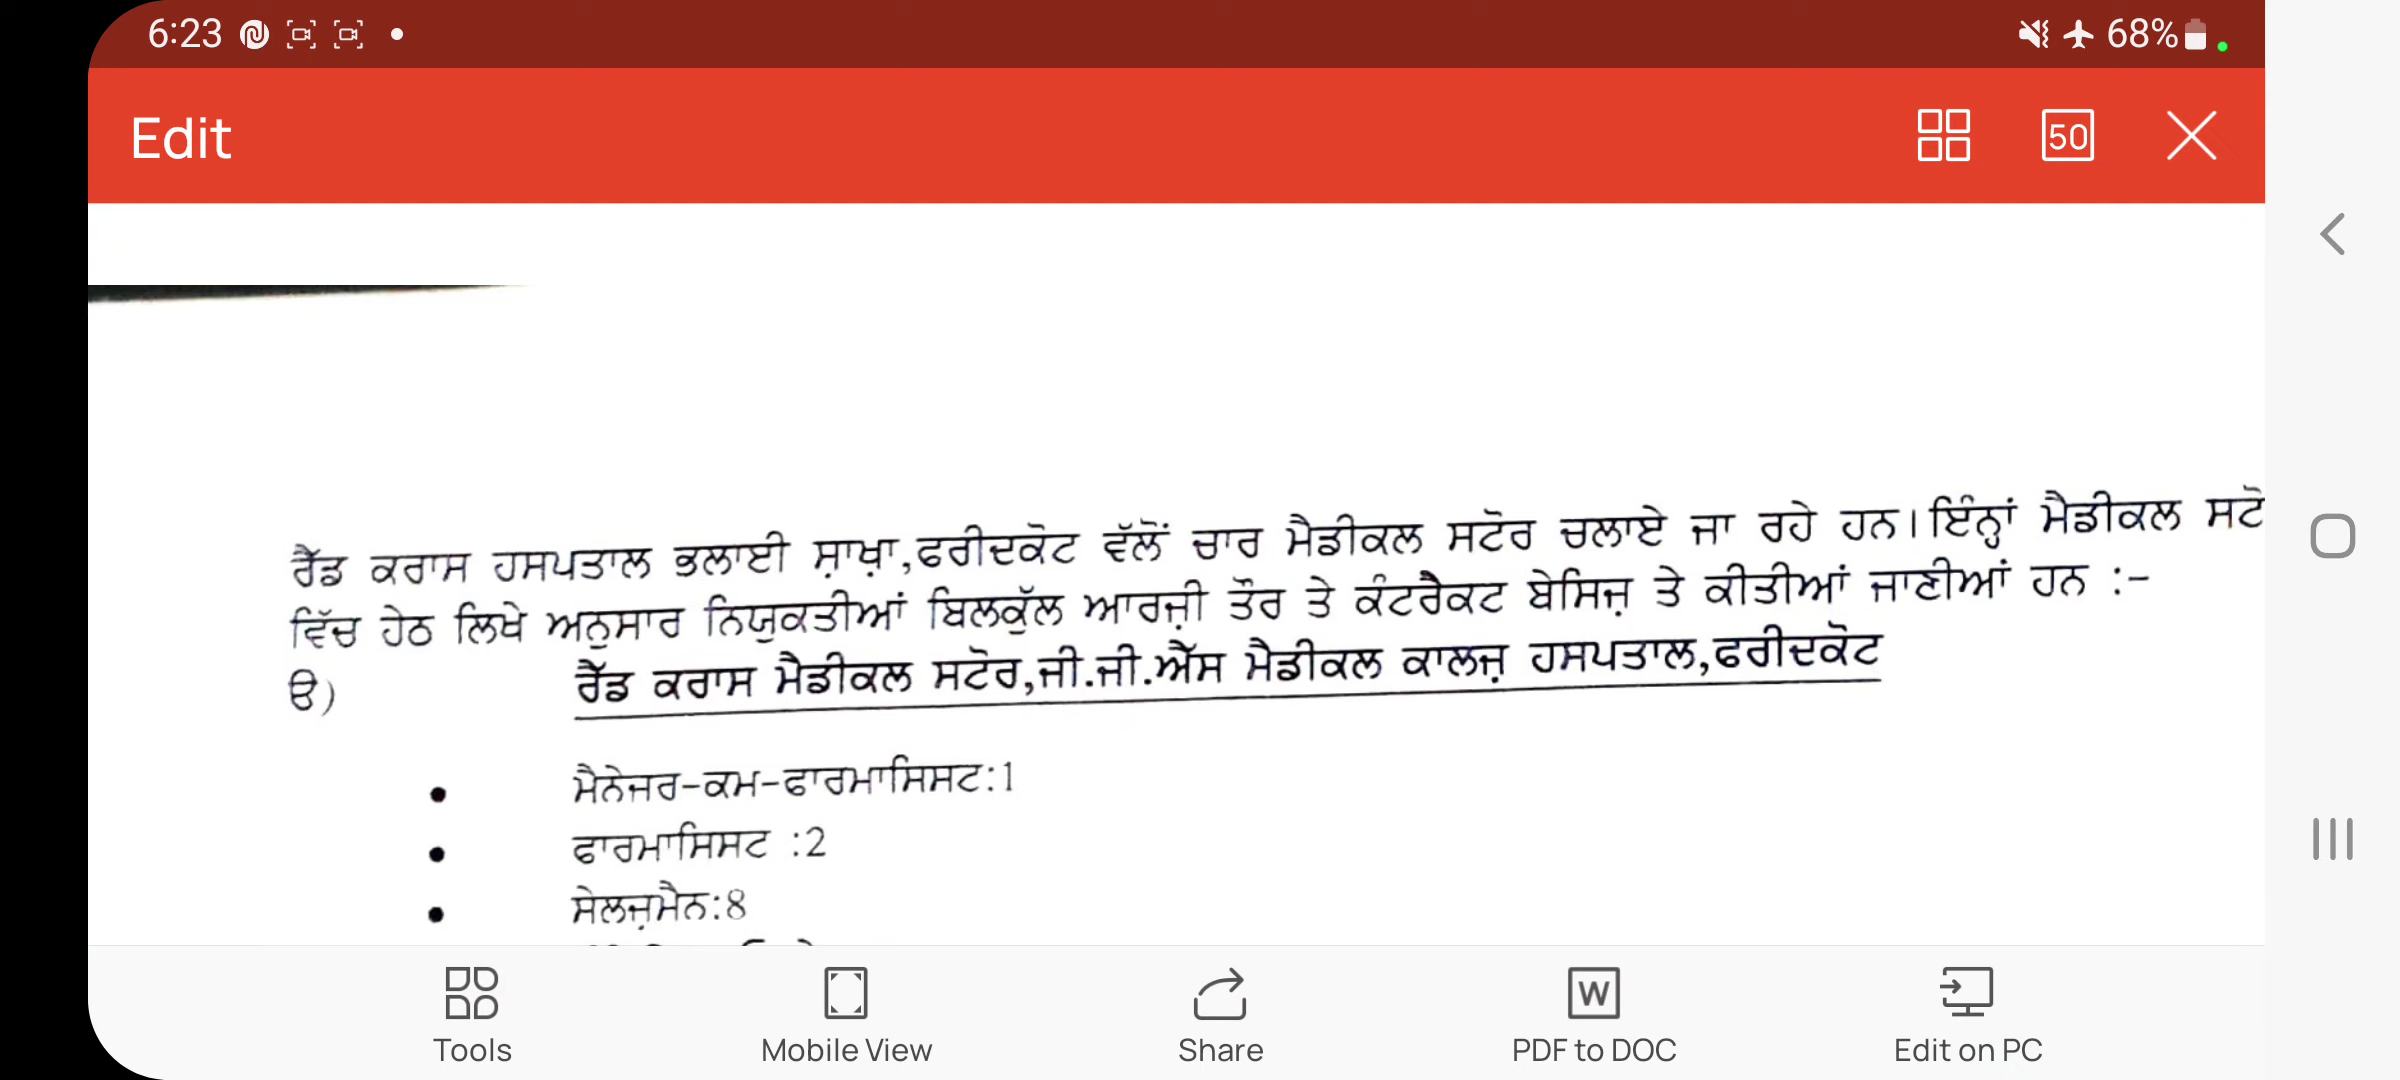 6:23
68%
Edit
50
ਰੈੱਡ ਕਰਾਸ ਹਸਪਤਾਲ ਭਲਾਈ ਸ਼ਾਖ਼ਾ,ਫਰੀਦਕੋਟ ਵੱਲੋਂ ਚਾਰ ਮੈਡੀਕਲ ਸਟੋਰ ਚਲਾਏ ਜਾ ਰਹੇ ਹਨ।ਇੰਨ੍ਹਾਂ ਮੈਡੀਕਲ ਸਟੋ
ਵਿੱਚ ਹੇਠ ਲਿਖੇ ਅਨੁਸਾਰ ਨਿਯੁਕਤੀਆਂ ਬਿਲਕੁੱਲ ਆਰਜ਼ੀ ਤੌਰ ਤੇ ਕੰਟਰੈਕਟ ਬੇਸਿਜ਼ ਤੇ ਕੀਤੀਆਂ ਜਾਣੀਆਂ ਹਨ :-
ੳ) ਰੈੱਡ ਕਰਾਸ ਮੈਡੀਕਲ ਸਟੋਰ,ਜੀ.ਜੀ.ਐੱਸ ਮੈਡੀਕਲ ਕਾਲਜ਼ ਹਸਪਤਾਲ,ਫਰੀਦਕੋਟ
• ਮੈਨੇਜਰ-ਕਮ-ਫਾਰਮਾਸਿਸਟ:1
• ਫਾਰਮਾਸਿਸਟ :2
• ਸੇਲਜ਼ਮੈਨ:8
Tools Mobile View Share PDF to DOC Edit on PC